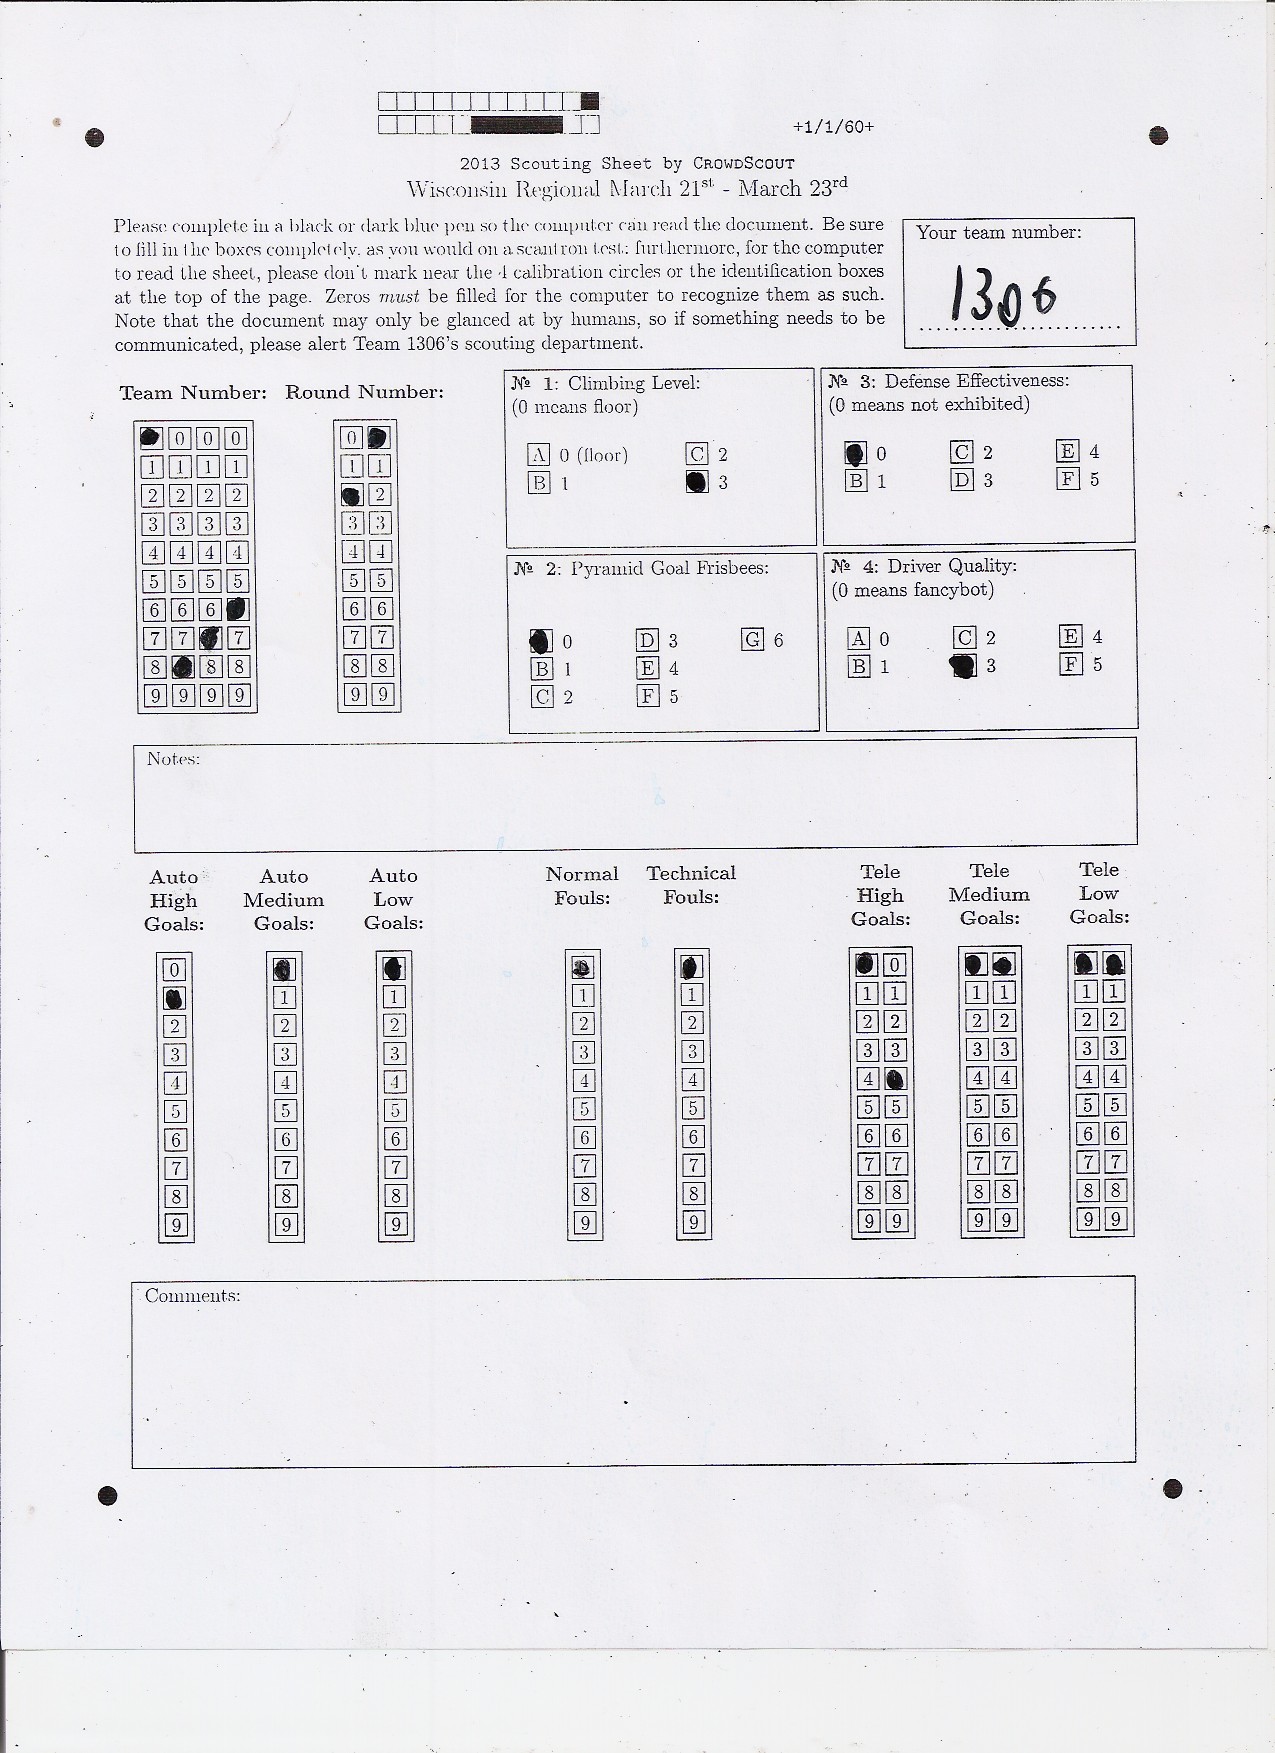 +1/1/60+
2013 Scouting Sheet by CROWDSCOUT
Wisconsin Regional March 21st - March 23rd
Please complete in a black or dark blue pen so the computer can read the document. Be sure
to fill in the boxes completely, as you would on a scantron test; furthermore, for the computer
to read the sheet, please don't mark near the 4 calibration circles or the identification boxes
at the top of the page. Zeros must be filled for the computer to recognize them as such.
Note that the document may only be glanced at by humans, so if something needs to be
communicated, please alert Team 1306's scouting department.
Your team number:
1306
Team Number: Round Number:
0 0 0 0
1 1 1 1 1 1
2 2 2 2 2
3 3 3 3 3 3
4 4 4 4 4 4
5 5 5 5 5 5
6 6 6 6 6
7 7 7 7 7
8 8 8 8 8
9 9 9 9 9 9
№ 1: Climbing Level:
(0 means floor)
A 0 (floor) C 2
B 1 3
№ 3: Defense Effectiveness:
(0 means not exhibited)
0 C 2 E 4
B 1 D 3 F 5
№ 2: Pyramid Goal Frisbees:
0 D 3 G 6
B 1 E 4
C 2 F 5
№ 4: Driver Quality:
(0 means fancybot)
A 0 C 2 E 4
B 1 3 F 5
Notes:
Auto High Goals: Auto Medium Goals: Auto Low Goals: Normal Fouls: Technical Fouls: Tele High Goals: Tele Medium Goals: Tele Low Goals:
0 0
1 1 1 1 1 1 1 1 1 1
2 2 2 2 2 2 2 2 2 2 2
3 3 3 3 3 3 3 3 3 3 3
4 4 4 4 4 4 4 4 4 4
5 5 5 5 5 5 5 5 5 5 5
6 6 6 6 6 6 6 6 6 6 6
7 7 7 7 7 7 7 7 7 7 7
8 8 8 8 8 8 8 8 8 8 8
9 9 9 9 9 9 9 9 9 9 9
Comments: